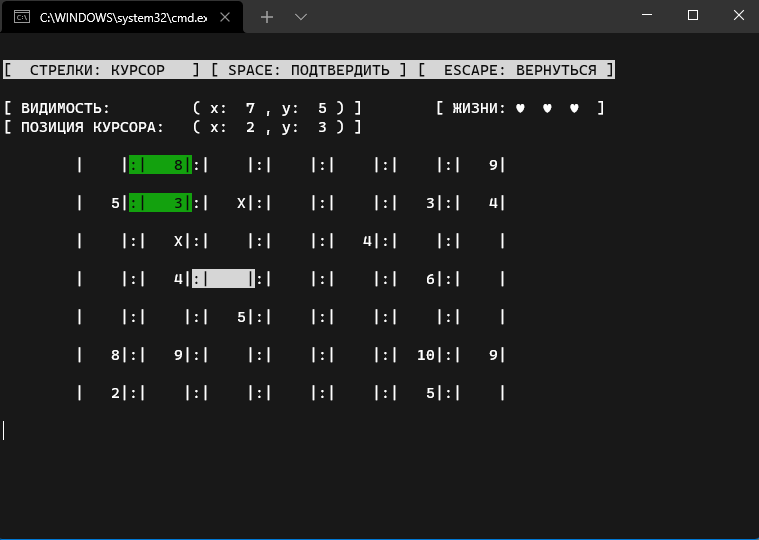 C:\WINDOWS\system32\cmd.ex
[  СТРЕЛКИ: КУРСОР   ] [ SPACE: ПОДТВЕРДИТЬ ] [  ESCAPE: ВЕРНУТЬСЯ ]
[ ВИДИМОСТЬ:         ( x:  7 , y:  5 ) ]        [ ЖИЗНИ: ♥  ♥  ♥  ]
[ ПОЗИЦИЯ КУРСОРА:   ( x:  2 , y:  3 ) ]
|    |:|   8|:|    |:|    |:|    |:|    |:|   9|
|   5|:|   3|:|   X|:|    |:|    |:|   3|:|   4|
|    |:|   X|:|    |:|    |:|   4|:|    |:|    |
|    |:|   4|:|    |:|    |:|    |:|   6|:|    |
|    |:|    |:|   5|:|    |:|    |:|    |:|    |
|   8|:|   9|:|    |:|    |:|    |:|  10|:|   9|
|   2|:|    |:|    |:|    |:|    |:|   5|:|    |